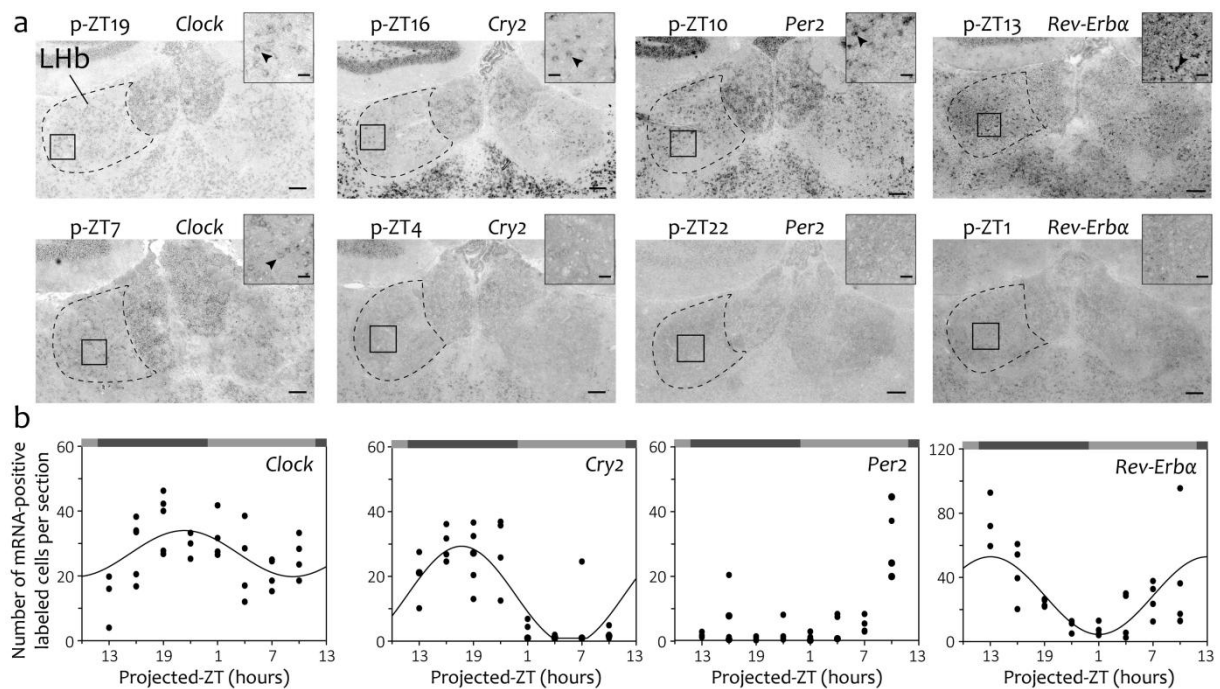 a
p-ZT19 Clock
p-ZT16 Cry2
p-ZT10 Per2
p-ZT13 Rev-Erbα
LHb
p-ZT7 Clock
p-ZT4 Cry2
p-ZT22 Per2
p-ZT1 Rev-Erbα
b
Number of mRNA-positive
labeled cells per section
60
40
20
0
Clock
13 19 1 7 13
Projected-ZT (hours)
60
40
20
0
Cry2
13 19 1 7 13
Projected-ZT (hours)
60
40
20
0
Per2
13 19 1 7 13
Projected-ZT (hours)
120
80
40
0
Rev-Erbα
13 19 1 7 13
Projected-ZT (hours)